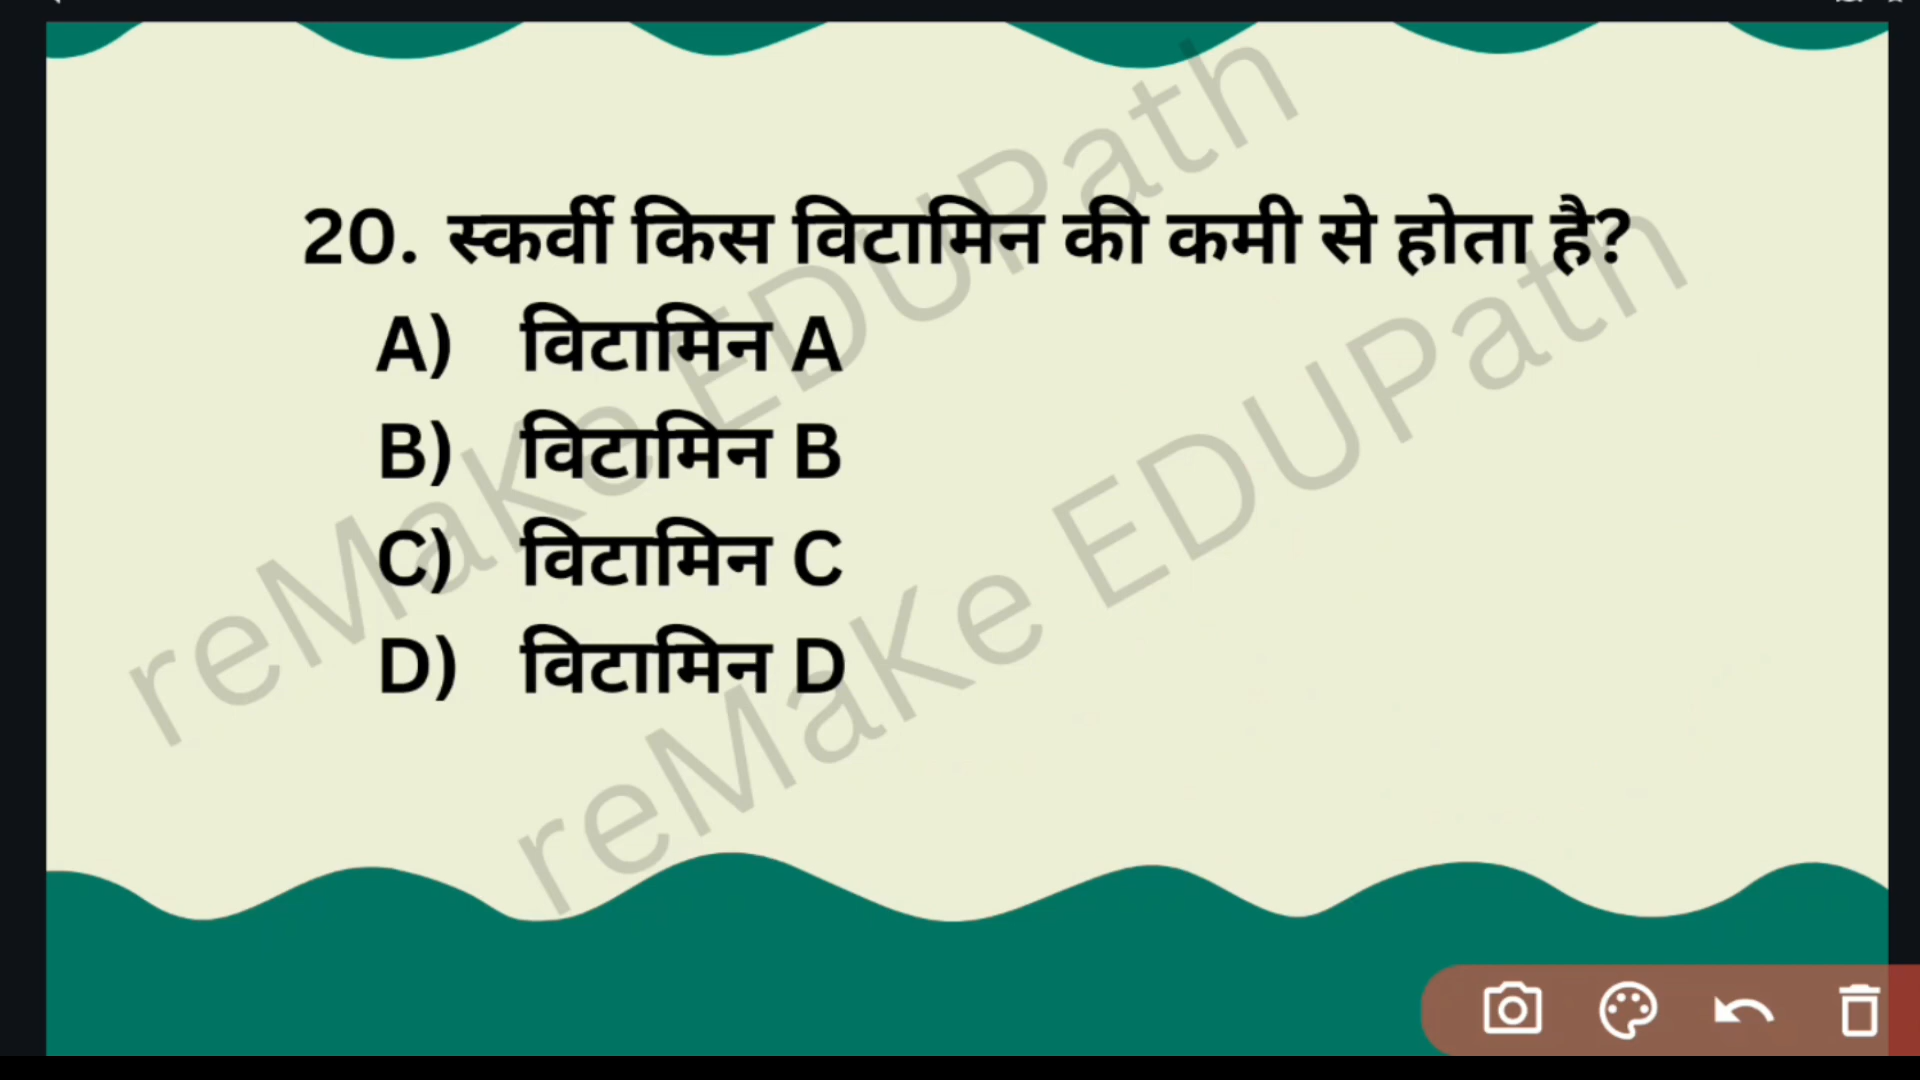 20. स्कर्वी किस विटामिन की कमी से होता है?
A) विटामिन A
B) विटामिन B
C) विटामिन C
D) विटामिन D
reMaKe EDUPath
reMaKe EDUPath